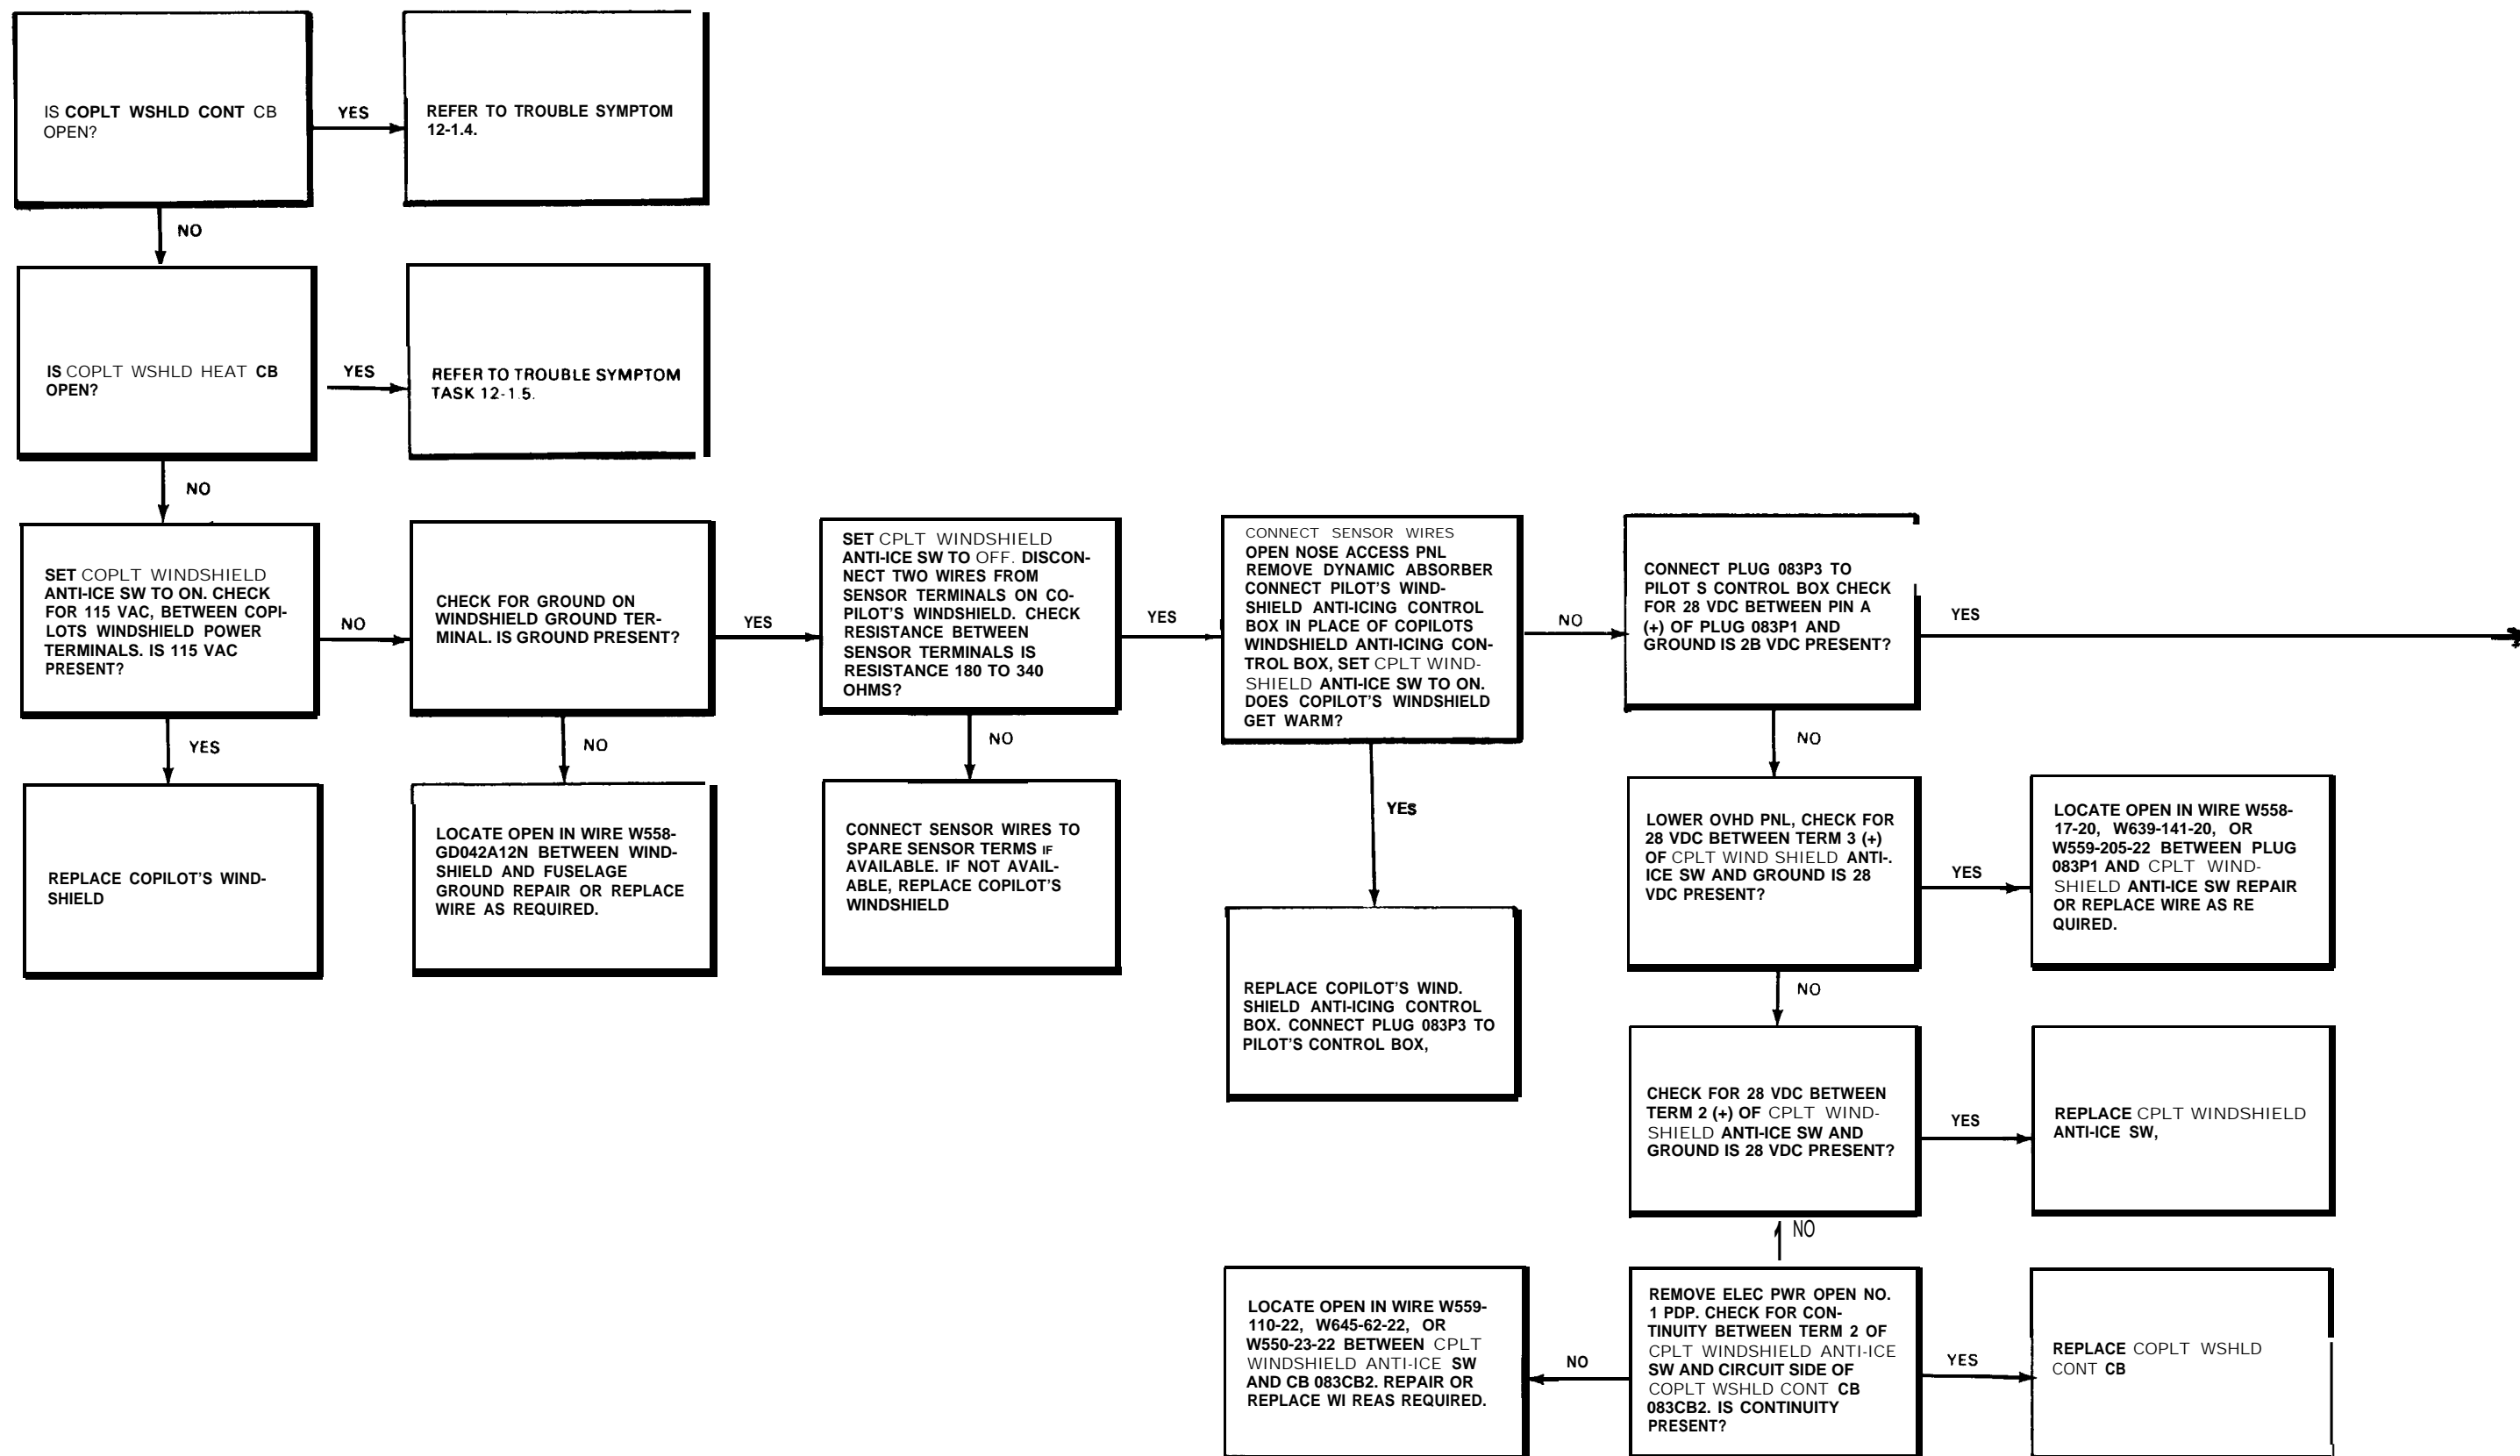 IS COPLT WSHLD CONT CB
OPEN?
YES
REFER TO TROUBLE SYMPTOM
12-1.4.
NO
IS COPLT WSHLD HEAT CB
OPEN?
YES
REFER TO TROUBLE SYMPTOM
TASK 12-1.5.
NO
SET COPLT WINDSHIELD
ANTI-ICE SW TO ON. CHECK
FOR 115 VAC, BETWEEN COPI-
LOTS WINDSHIELD POWER
TERMINALS. IS 115 VAC
PRESENT?
NO
CHECK FOR GROUND ON
WINDSHIELD GROUND TER-
MINAL. IS GROUND PRESENT?
YES
SET CPLT WINDSHIELD
ANTI-ICE SW TO OFF. DISCON-
NECT TWO WIRES FROM
SENSOR TERMINALS ON CO-
PILOT'S WINDSHIELD. CHECK
RESISTANCE BETWEEN
SENSOR TERMINALS IS
RESISTANCE 180 TO 340
OHMS?
YES
CONNECT SENSOR WIRES
OPEN NOSE ACCESS PNL
REMOVE DYNAMIC ABSORBER
CONNECT PILOT'S WIND-
SHIELD ANTI-ICING CONTROL
BOX IN PLACE OF COPILOTS
WINDSHIELD ANTI-ICING CON-
TROL BOX, SET CPLT WIND-
SHIELD ANTI-ICE SW TO ON.
DOES COPILOT'S WINDSHIELD
GET WARM?
NO
CONNECT PLUG 083P3 TO
PILOT S CONTROL BOX CHECK
FOR 28 VDC BETWEEN PIN A
(+) OF PLUG 083P1 AND
GROUND IS 2B VDC PRESENT?
YES
YES
REPLACE COPILOT'S WIND-
SHIELD
NO
LOCATE OPEN IN WIRE W558-
GD042A12N BETWEEN WIND-
SHIELD AND FUSELAGE
GROUND REPAIR OR REPLACE
WIRE AS REQUIRED.
NO
CONNECT SENSOR WIRES TO
SPARE SENSOR TERMS IF
AVAILABLE. IF NOT AVAIL-
ABLE, REPLACE COPILOT'S
WINDSHIELD
YES
REPLACE COPILOT'S WIND.
SHIELD ANTI-ICING CONTROL
BOX. CONNECT PLUG 083P3 TO
PILOT'S CONTROL BOX,
NO
LOWER OVHD PNL, CHECK FOR
28 VDC BETWEEN TERM 3 (+)
OF CPLT WIND SHIELD ANTI-.
ICE SW AND GROUND IS 28
VDC PRESENT?
YES
LOCATE OPEN IN WIRE W558-
17-20, W639-141-20, OR
W559-205-22 BETWEEN PLUG
083P1 AND CPLT WIND-
SHIELD ANTI-ICE SW REPAIR
OR REPLACE WIRE AS RE
QUIRED.
NO
CHECK FOR 28 VDC BETWEEN
TERM 2 (+) OF CPLT WIND-
SHIELD ANTI-ICE SW AND
GROUND IS 28 VDC PRESENT?
YES
REPLACE CPLT WINDSHIELD
ANTI-ICE SW,
NO
LOCATE OPEN IN WIRE W559-
110-22, W645-62-22, OR
W550-23-22 BETWEEN CPLT
WINDSHIELD ANTI-ICE SW
AND CB 083CB2. REPAIR OR
REPLACE WI REAS REQUIRED.
NO
REMOVE ELEC PWR OPEN NO.
1 PDP. CHECK FOR CON-
TINUITY BETWEEN TERM 2 OF
CPLT WINDSHIELD ANTI-ICE
SW AND CIRCUIT SIDE OF
COPLT WSHLD CONT CB
083CB2. IS CONTINUITY
PRESENT?
YES
REPLACE COPLT WSHLD
CONT CB